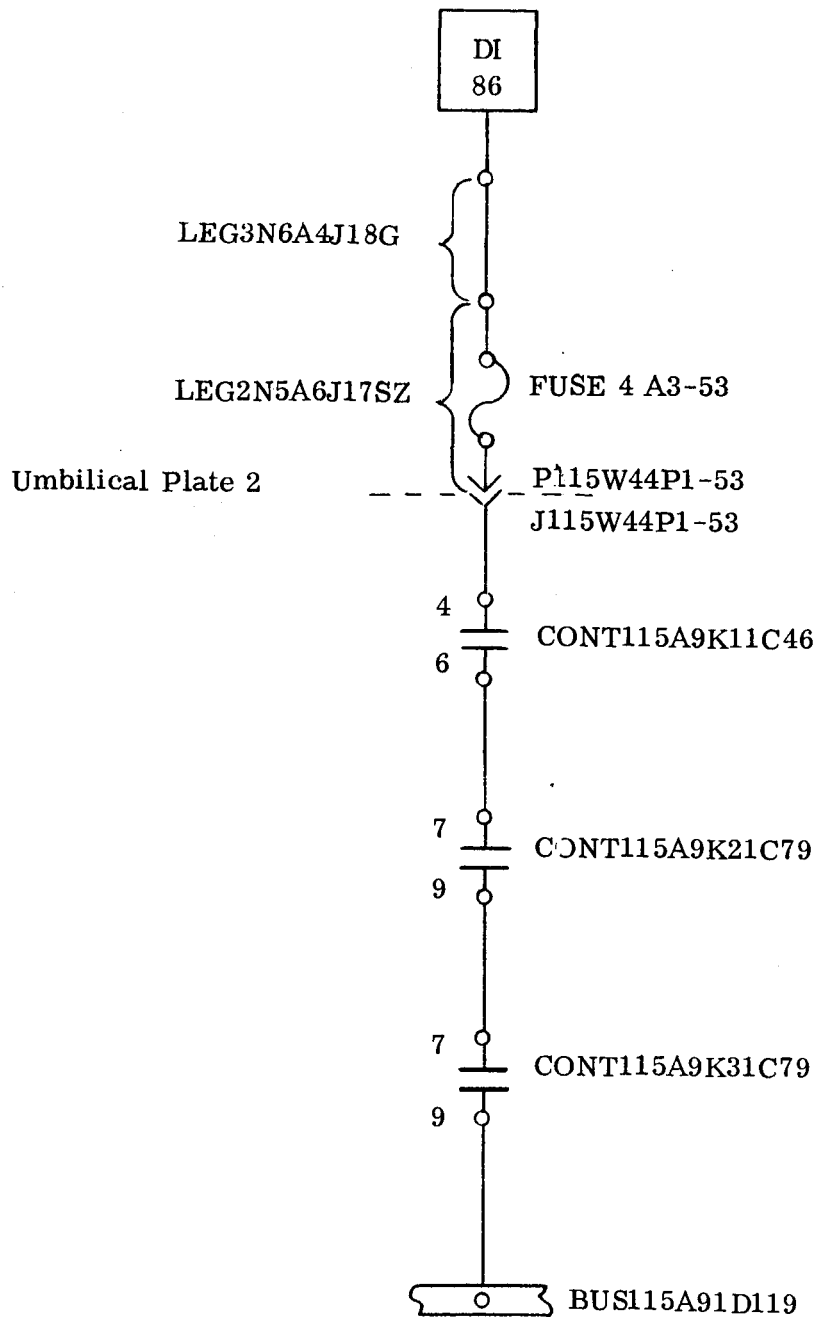 DI
86
LEG3N6A4J18G
LEG2N5A6J17SZ
FUSE 4 A3-53
Umbilical Plate 2
P115W44P1-53
J115W44P1-53
4
CONT115A9K11C46
6
7
CONT115A9K21C79
9
7
CONT115A9K31C79
9
BUS115A91D119